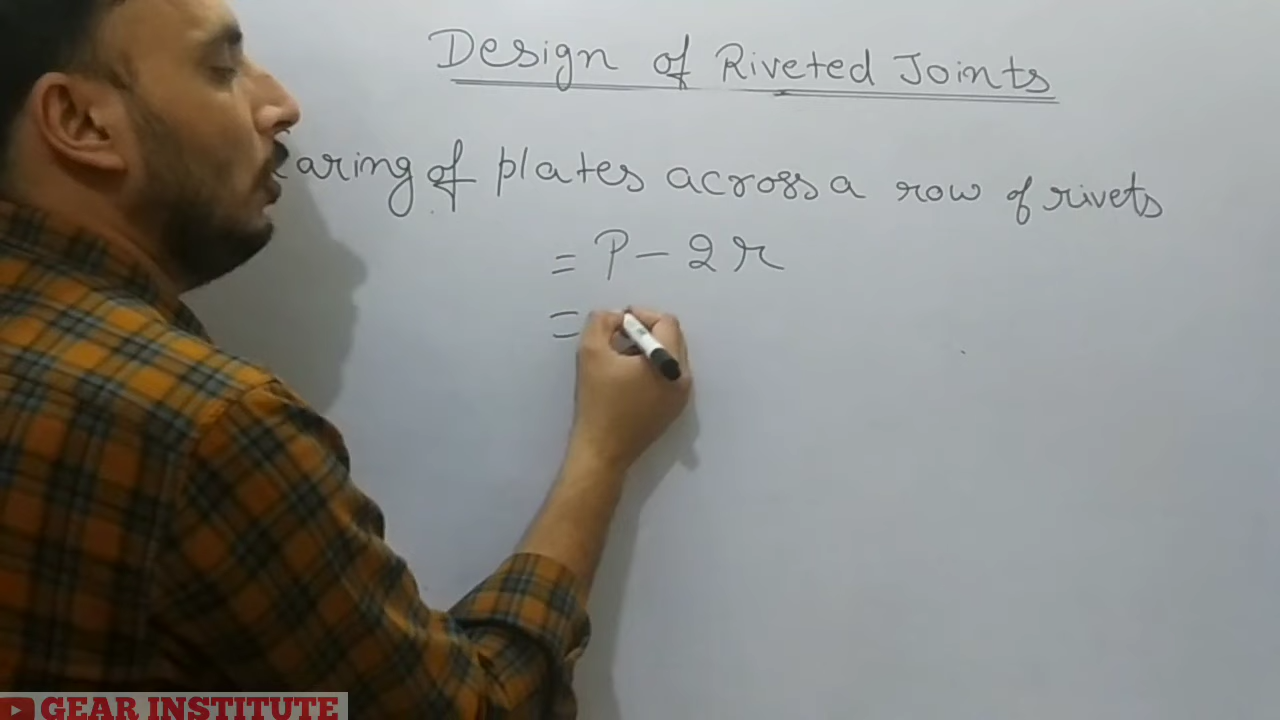 Design of Riveted Joints
aring of plates across a row of rivets
= P - 2r
=
GEAR INSTITUTE